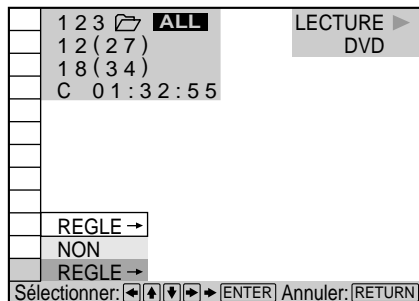 123 ALL
LECTURE
DVD
12(27)
18(34)
C 01:32:55
REGLE →
NON
REGLE →
Sélectionner: ← ↑ ↓ → → ENTER Annuler: RETURN